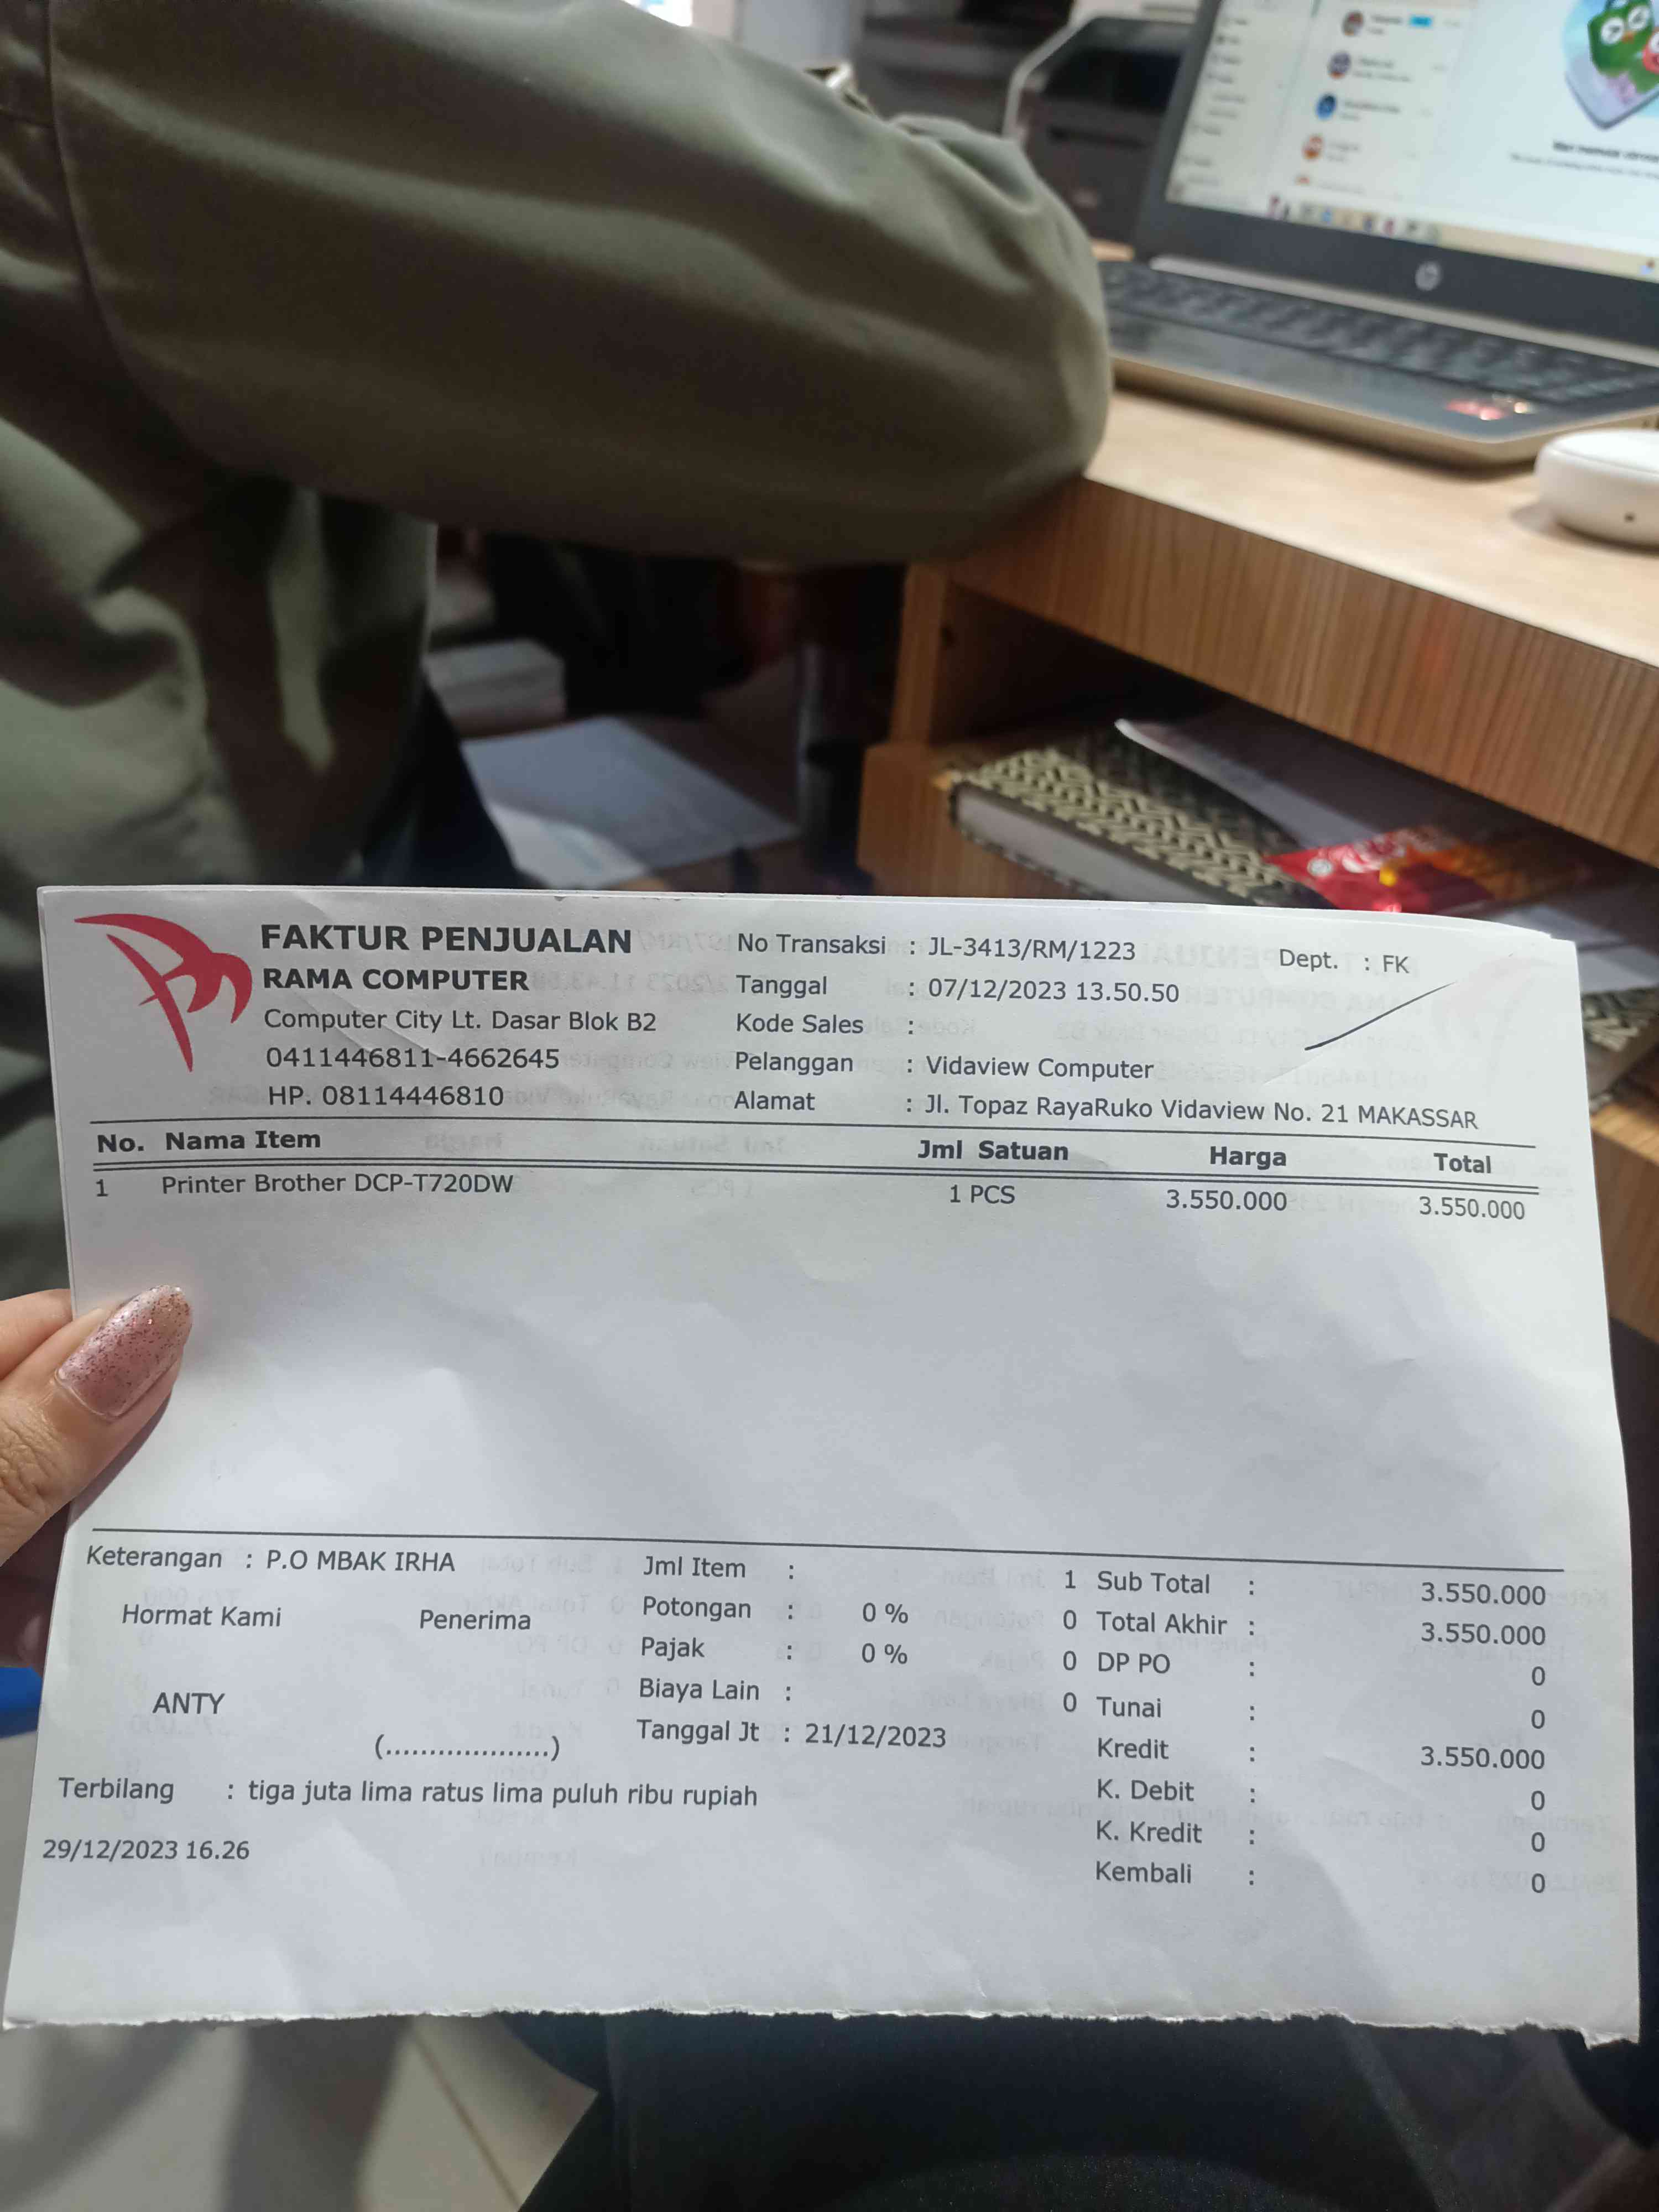 FAKTUR PENJUALAN
RAMA COMPUTER
Computer City Lt. Dasar Blok B2
0411446811-4662645
HP. 08114446810
No Transaksi : JL-3413/RM/1223
Tanggal : 07/12/2023 13.50.50
Kode Sales :
Pelanggan : Vidaview Computer
Alamat : Jl. Topaz RayaRuko Vidaview No. 21 MAKASSAR
Dept. : FK
No. Nama Item Jml Satuan Harga Total
1 Printer Brother DCP-T720DW 1 PCS 3.550.000 3.550.000
Keterangan : P.O MBAK IRHA
Hormat Kami Penerima
ANTY
(...................)
Jml Item : 1
Potongan : 0 % 0
Pajak : 0 % 0
Biaya Lain : 0
Tanggal Jt : 21/12/2023
Sub Total : 3.550.000
Total Akhir : 3.550.000
DP PO : 0
Tunai : 0
Kredit : 3.550.000
K. Debit : 0
K. Kredit : 0
Kembali : 0
Terbilang : tiga juta lima ratus lima puluh ribu rupiah
29/12/2023 16.26